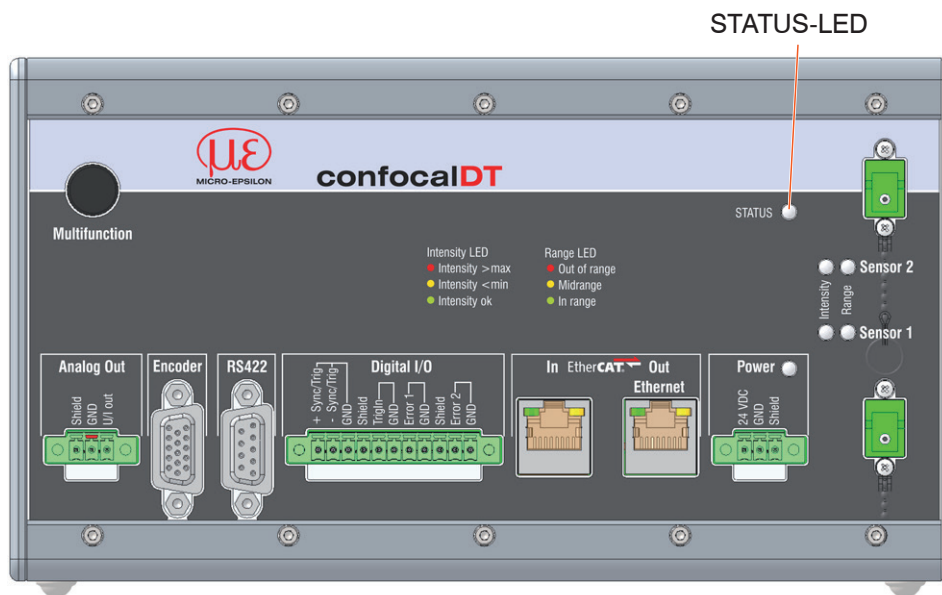 STATUS-LED
με
MICRO-EPSILON
confocalDT
Multifunction
STATUS
Intensity LED
Intensity >max
Intensity <min
Intensity ok
Range LED
Out of range
Midrange
In range
Sensor 2
Intensity
Range
Sensor 1
Analog Out
Shield
GND
U/I out
Encoder
RS422
Digital I/O
+ Sync/Trig
- Sync/Trig
GND
Shield
TrigIn
GND
Error 1
GND
Shield
Error 2
GND
In EtherCAT Out
Ethernet
Power
24 VDC
GND
Shield